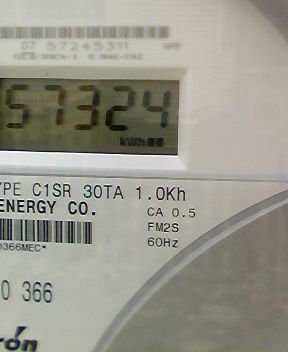 07 57245311
57324
kWh
YPE C1SR 30TA 1.0Kh
ENERGY CO.
CA 0.5
FM2S
60Hz
0366MEC*
0 366
rón